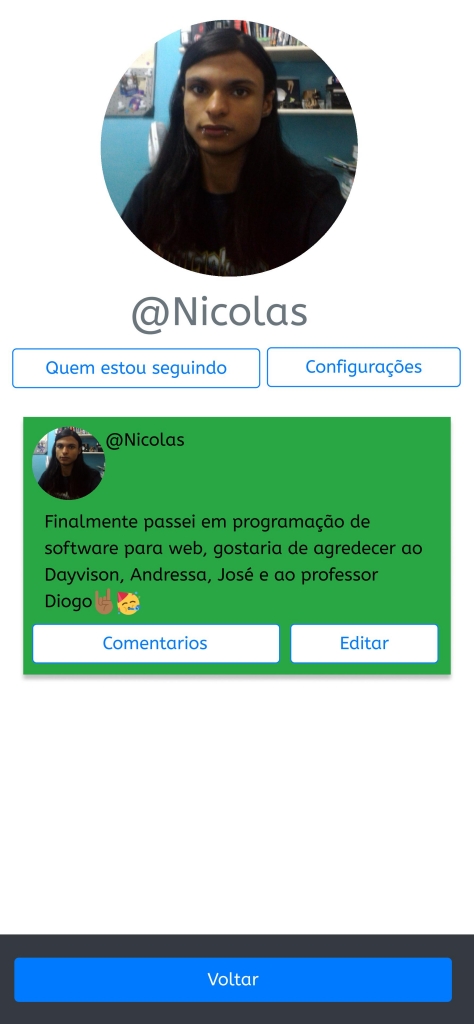 @Nicolas
Quem estou seguindo
Configurações
@Nicolas
Finalmente passei em programação de
software para web, gostaria de agredecer ao
Dayvison, Andressa, José e ao professor
Diogo🤘🏾🥳
Comentarios
Editar
Voltar